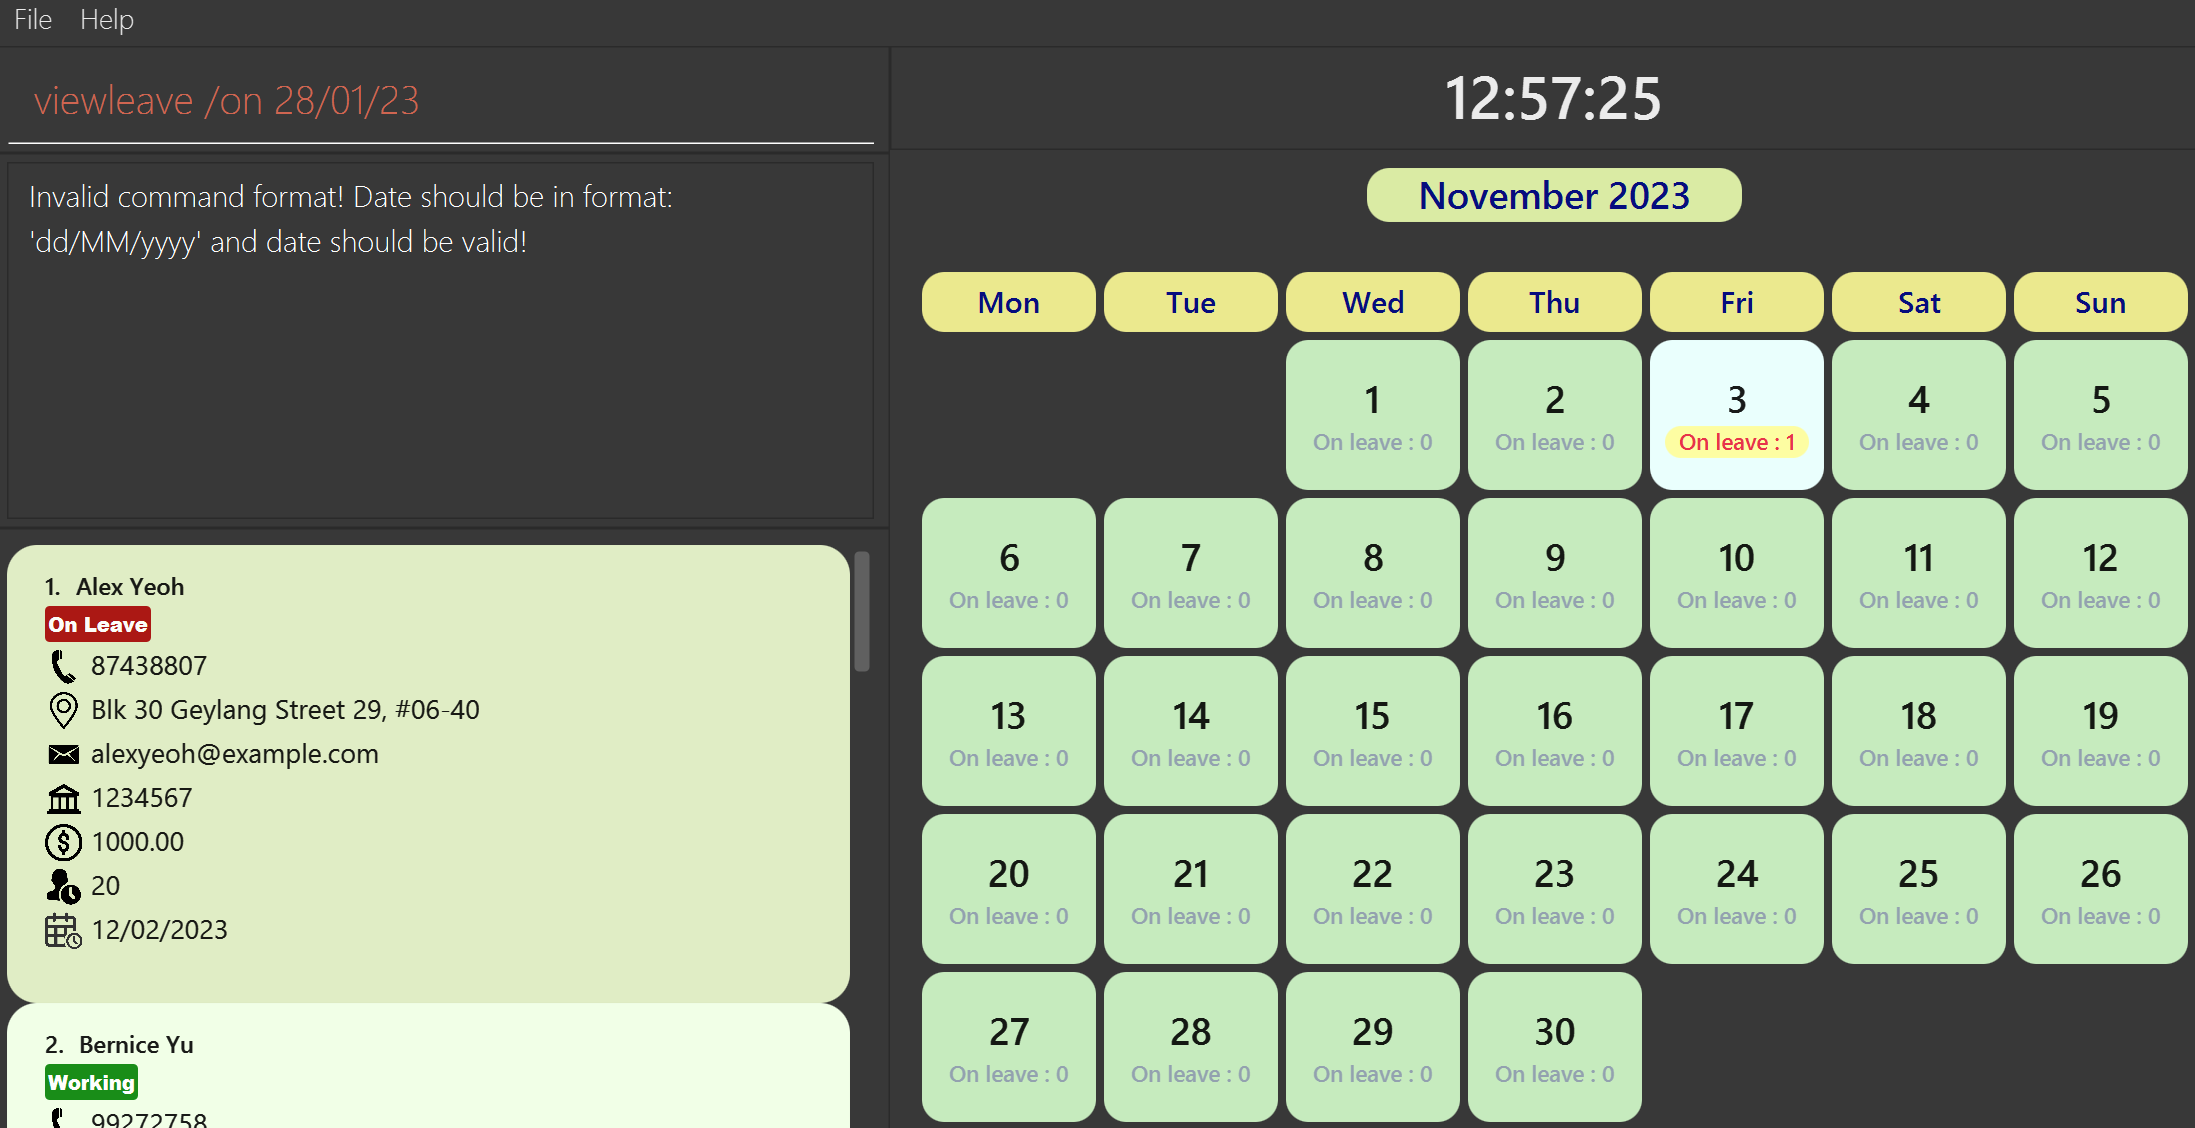 File Help
viewleave /on 28/01/23
Invalid command format! Date should be in format:
'dd/MM/yyyy' and date should be valid!
1. Alex Yeoh
On Leave
87438807
Blk 30 Geylang Street 29, #06-40
alexyeoh@example.com
1234567
1000.00
20
12/02/2023
2. Bernice Yu
Working
99272758
12:57:25
November 2023
Mon Tue Wed Thu Fri Sat Sun
1 2 3 4 5
On leave : 0 On leave : 0 On leave : 1 On leave : 0 On leave : 0
6 7 8 9 10 11 12
On leave : 0 On leave : 0 On leave : 0 On leave : 0 On leave : 0 On leave : 0 On leave : 0
13 14 15 16 17 18 19
On leave : 0 On leave : 0 On leave : 0 On leave : 0 On leave : 0 On leave : 0 On leave : 0
20 21 22 23 24 25 26
On leave : 0 On leave : 0 On leave : 0 On leave : 0 On leave : 0 On leave : 0 On leave : 0
27 28 29 30
On leave : 0 On leave : 0 On leave : 0 On leave : 0